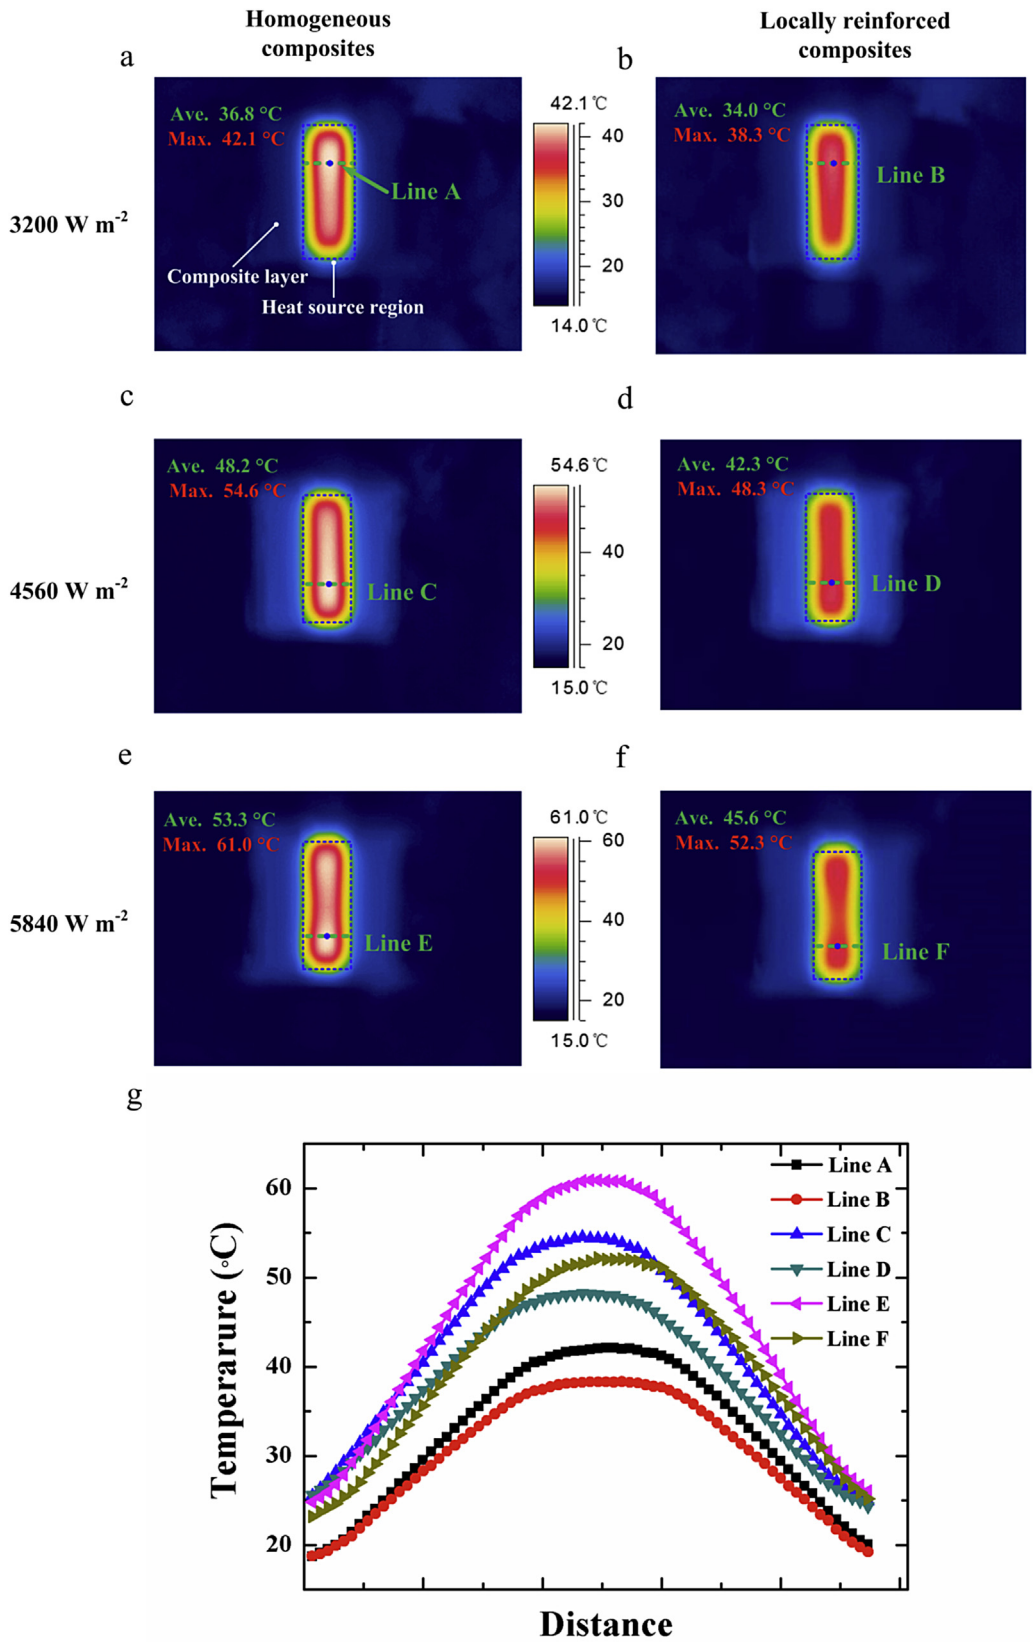 Homogeneous
composites
Locally reinforced
composites
a
b
Ave. 36.8 °C
Max. 42.1 °C
Line A
Composite layer
Heat source region
42.1℃
40
30
20
14.0℃
Ave. 34.0 °C
Max. 38.3 °C
Line B
3200 W m-2
c
d
Ave. 48.2 °C
Max. 54.6 °C
Line C
54.6℃
40
20
15.0℃
Ave. 42.3 °C
Max. 48.3 °C
Line D
4560 W m-2
e
f
Ave. 53.3 °C
Max. 61.0 °C
Line E
61.0℃
60
40
20
15.0℃
Ave. 45.6 °C
Max. 52.3 °C
Line F
5840 W m-2
g
Temperarure (◦C)
60
50
40
30
20
Line A
Line B
Line C
Line D
Line E
Line F
Distance